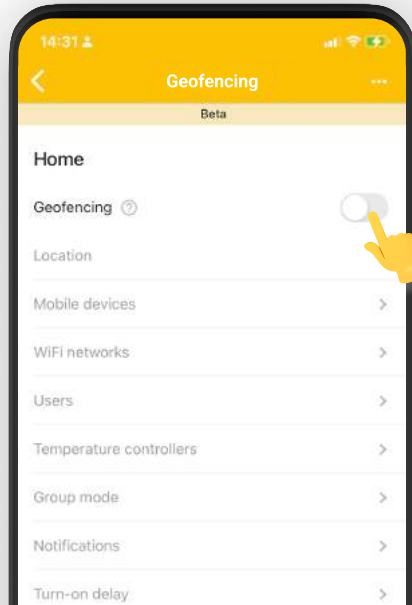 14:31
Geofencing
Beta
Home
Geofencing
Location
Mobile devices
WiFi networks
Users
Temperature controllers
Group mode
Notifications
Turn-on delay